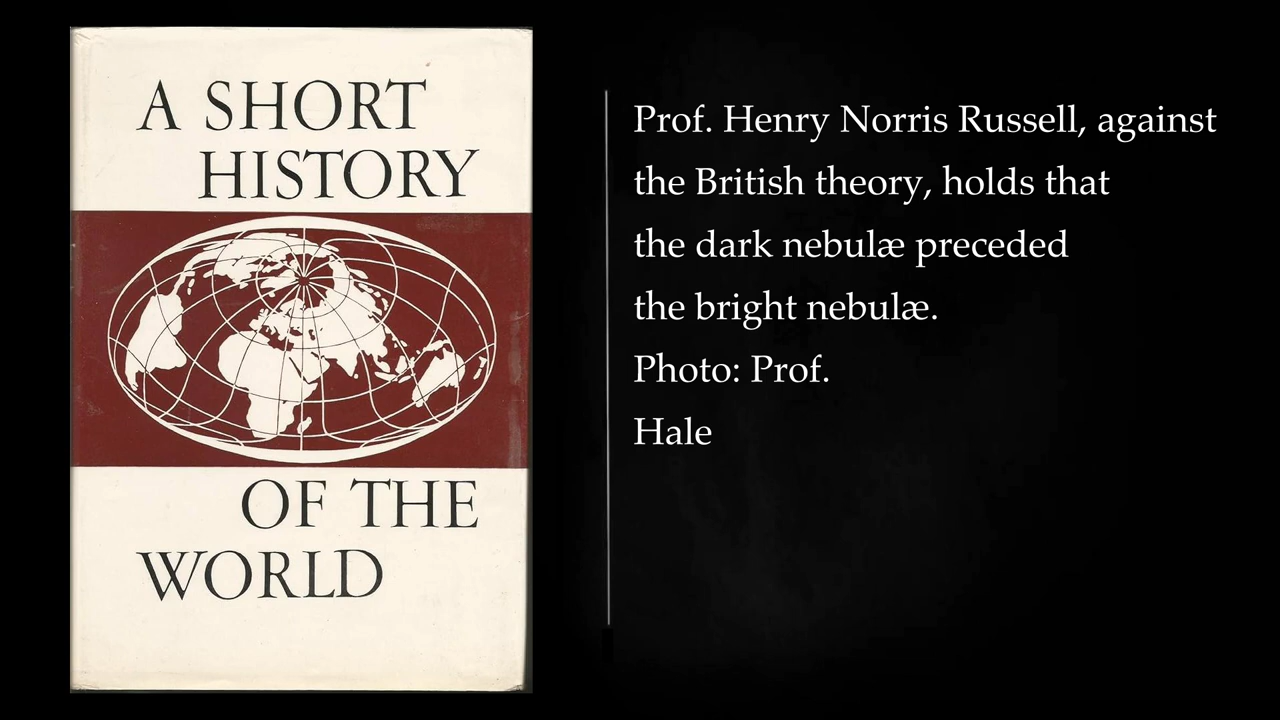 A SHORT
HISTORY
OF THE
WORLD
Prof. Henry Norris Russell, against
the British theory, holds that
the dark nebulæ preceded
the bright nebulæ.
Photo: Prof.
Hale